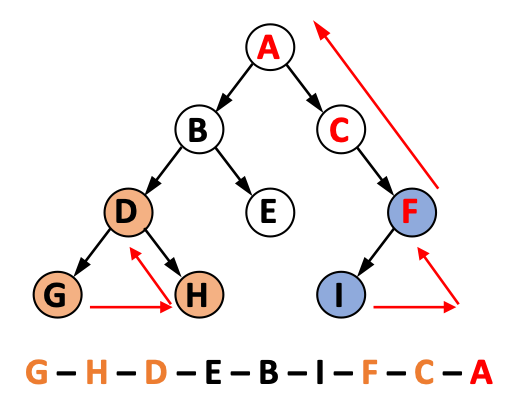 A
B
C
D
E
F
G
H
I
G – H – D – E – B – I – F – C – A